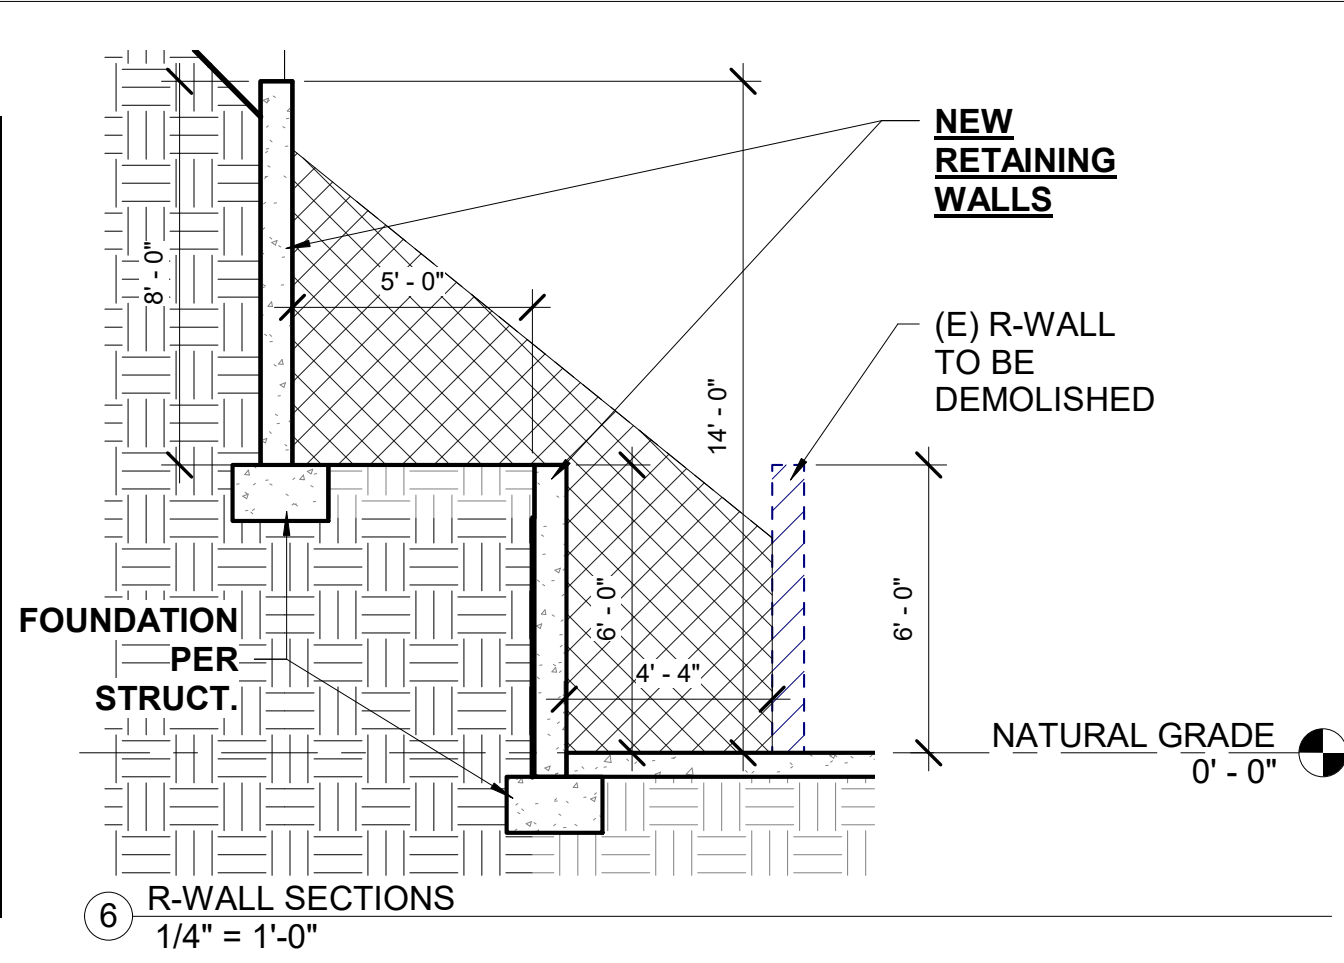 NEW
RETAINING
WALLS
8' - 0"
5' - 0"
(E) R-WALL
TO BE
DEMOLISHED
14' - 0"
6' - 0"
6' - 0"
FOUNDATION
PER
STRUCT.
4' - 4"
NATURAL GRADE
0' - 0"
6
R-WALL SECTIONS
1/4" = 1'-0"